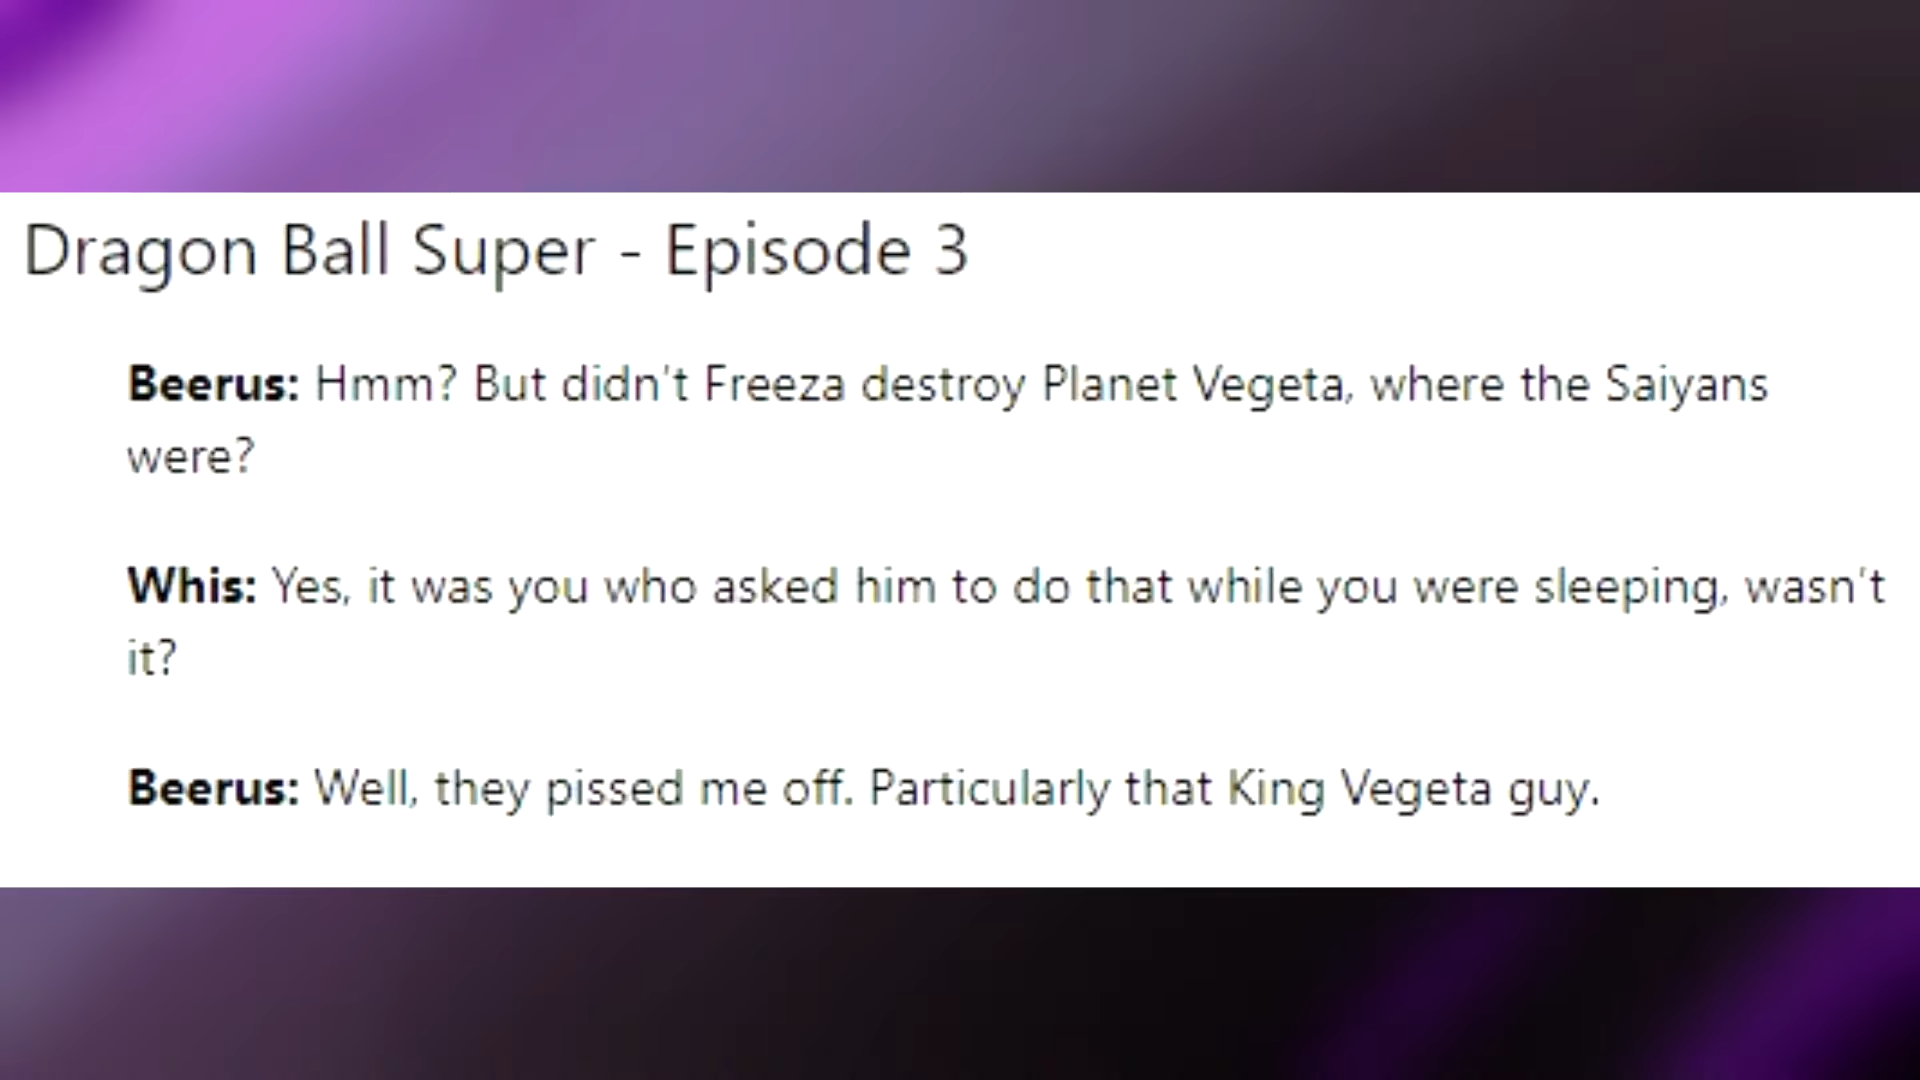 Dragon Ball Super - Episode 3
Beerus: Hmm? But didn't Freeza destroy Planet Vegeta, where the Saiyans
were?
Whis: Yes, it was you who asked him to do that while you were sleeping, wasn't
it?
Beerus: Well, they pissed me off. Particularly that King Vegeta guy.